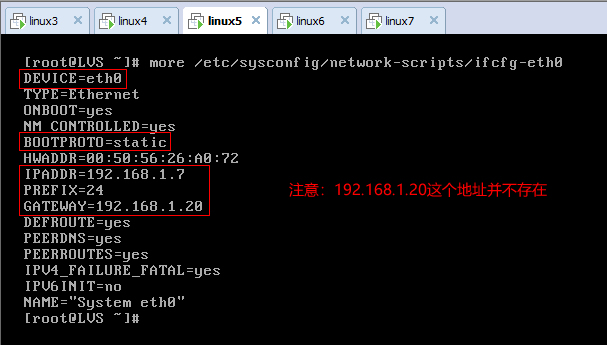 linux3 × linux4 × linux5 × linux6 × linux7 ×
[root@LVS ~]# more /etc/sysconfig/network-scripts/ifcfg-eth0
DEVICE=eth0
TYPE=Ethernet
ONBOOT=yes
NM_CONTROLLED=yes
BOOTPROTO=static
HWADDR=00:50:56:26:A0:72
IPADDR=192.168.1.7
PREFIX=24
注意：192.168.1.20这个地址并不存在
GATEWAY=192.168.1.20
DEFROUTE=yes
PEERDNS=yes
PEERROUTES=yes
IPV4_FAILURE_FATAL=yes
IPV6INIT=no
NAME="System eth0"
[root@LVS ~]#